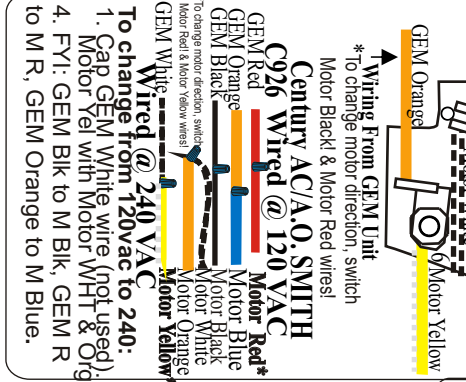 GEM Orange
Motor Yellow
Wiring From GEM Unit
*To change motor direction, switch
Motor Black! & Motor Red wires!
Century AC/A.O. SMITH
C926 Wired @ 120 VAC
GEM Red Motor Red*
GEM Orange Motor Blue
GEM Black Motor Black
Motor White
To change motor direction, switch
Motor Red! & Motor Yellow wires!
Motor Orange
GEM White Motor Yellow,
Wired @ 240 VAC
To change from 120vac to 240:
1. Cap GEM White wire (not used);
Motor Yel with Motor WHT & Org
4. FYI: GEM Blk to M Blk, GEM R
to M R, GEM Orange to M Blue.